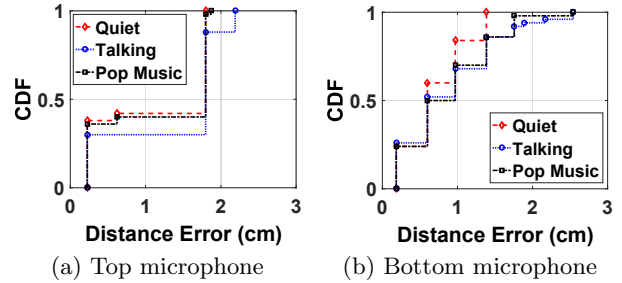 CDF
1
0.5
0
Quiet
Talking
Pop Music
0 1 2 3
Distance Error (cm)
(a) Top microphone
CDF
1
0.5
0
Quiet
Talking
Pop Music
0 1 2 3
Distance Error (cm)
(b) Bottom microphone